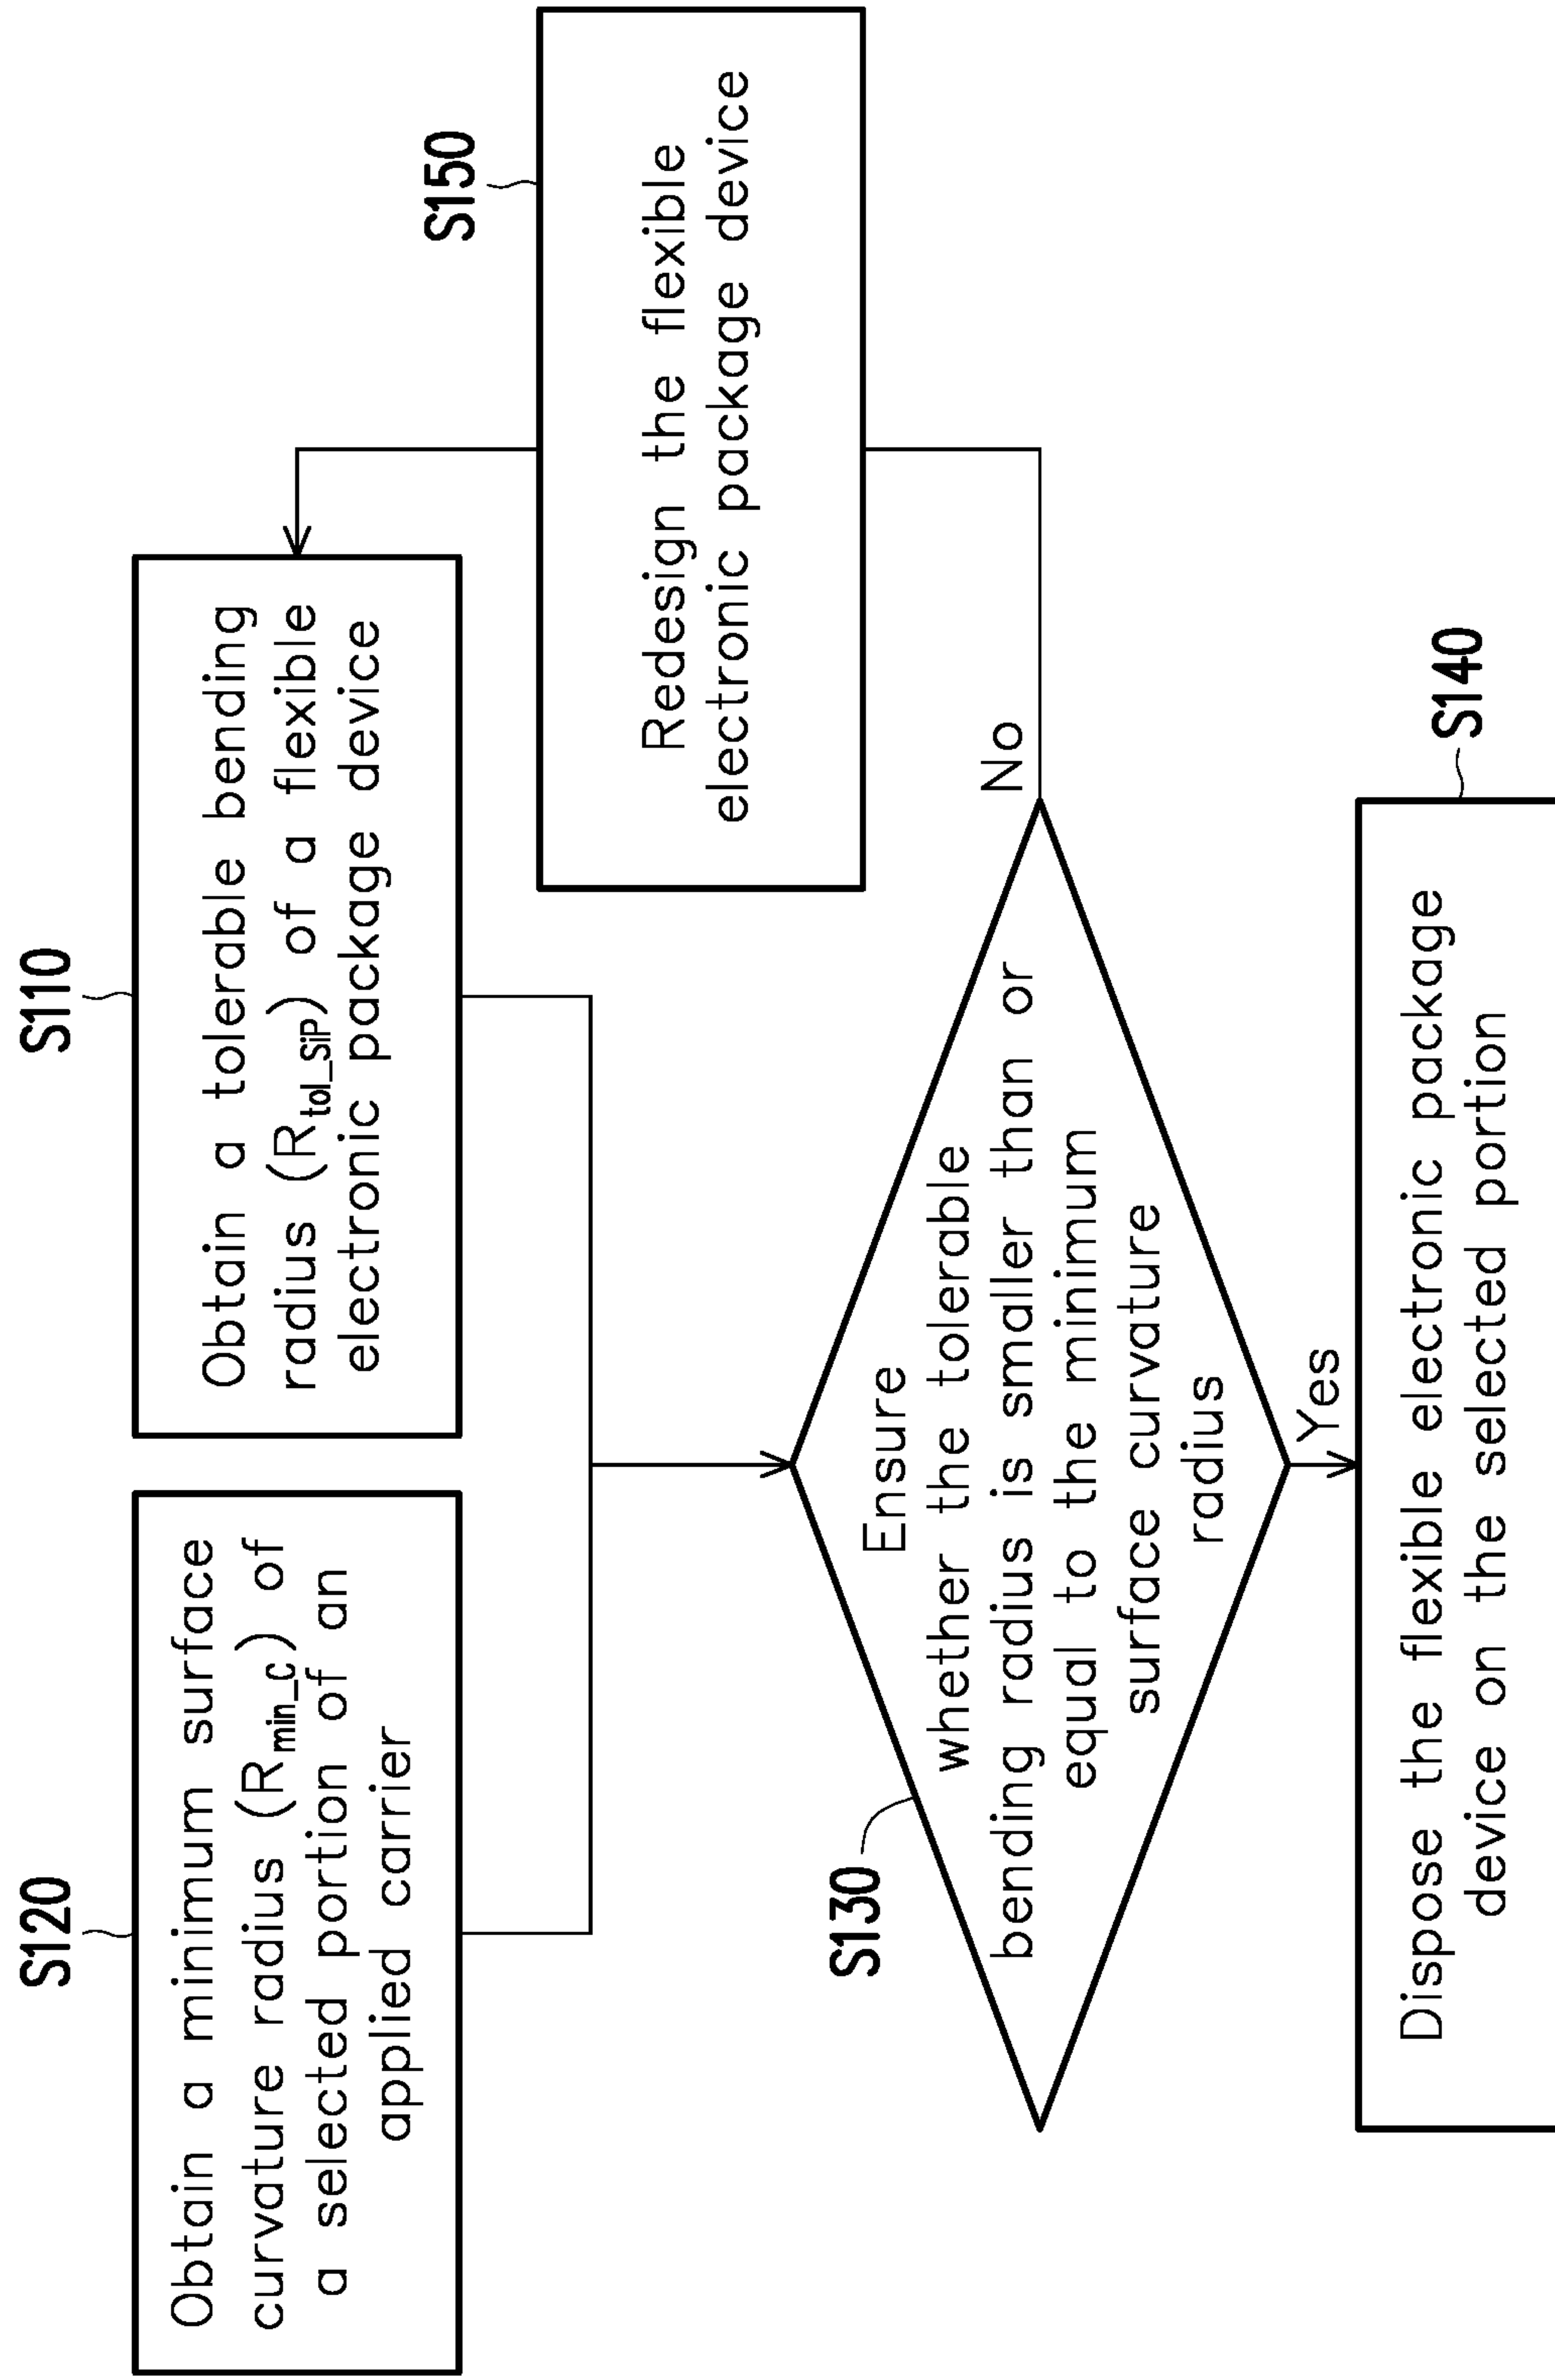 S120
Obtain a minimum surface
curvature radius (Rmin_C) of
a selected portion of an
applied carrier
S110
Obtain a tolerable bending
radius (Rtol_SiP) of a flexible
electronic package device
S150
Redesign the flexible
electronic package device
S130
Ensure
whether the tolerable
bending radius is smaller than or
equal to the minimum
surface curvature
radius
No
Yes
S140
Dispose the flexible electronic package
device on the selected portion